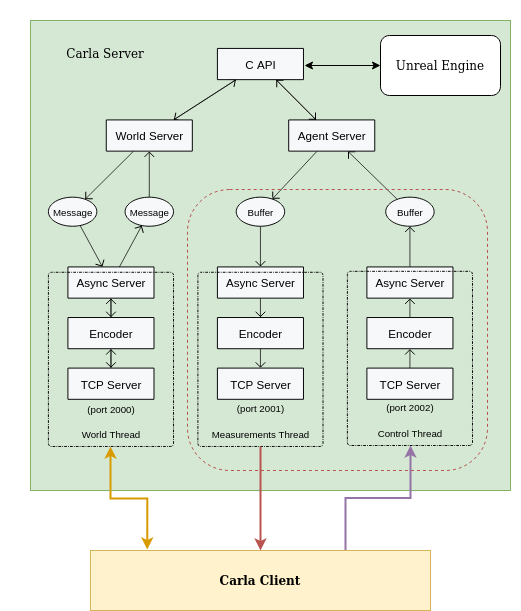 Carla Server
C API
Unreal Engine
World Server
Agent Server
Message
Message
Buffer
Buffer
Async Server
Async Server
Async Server
Encoder
Encoder
Encoder
TCP Server
TCP Server
TCP Server
(port 2000)
(port 2001)
(port 2002)
World Thread
Measurements Thread
Control Thread
Carla Client